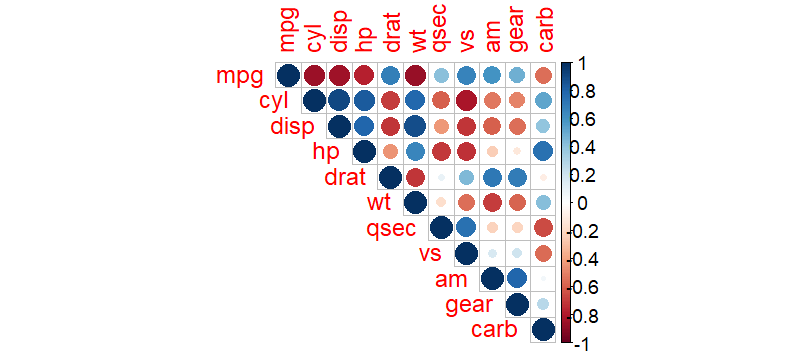 mpg cyl disp hp drat wt qsec vs am gear carb
mpg
cyl
disp
hp
drat
wt
qsec
vs
am
gear
carb
1
0.8
0.6
0.4
0.2
0
-0.2
-0.4
-0.6
-0.8
-1